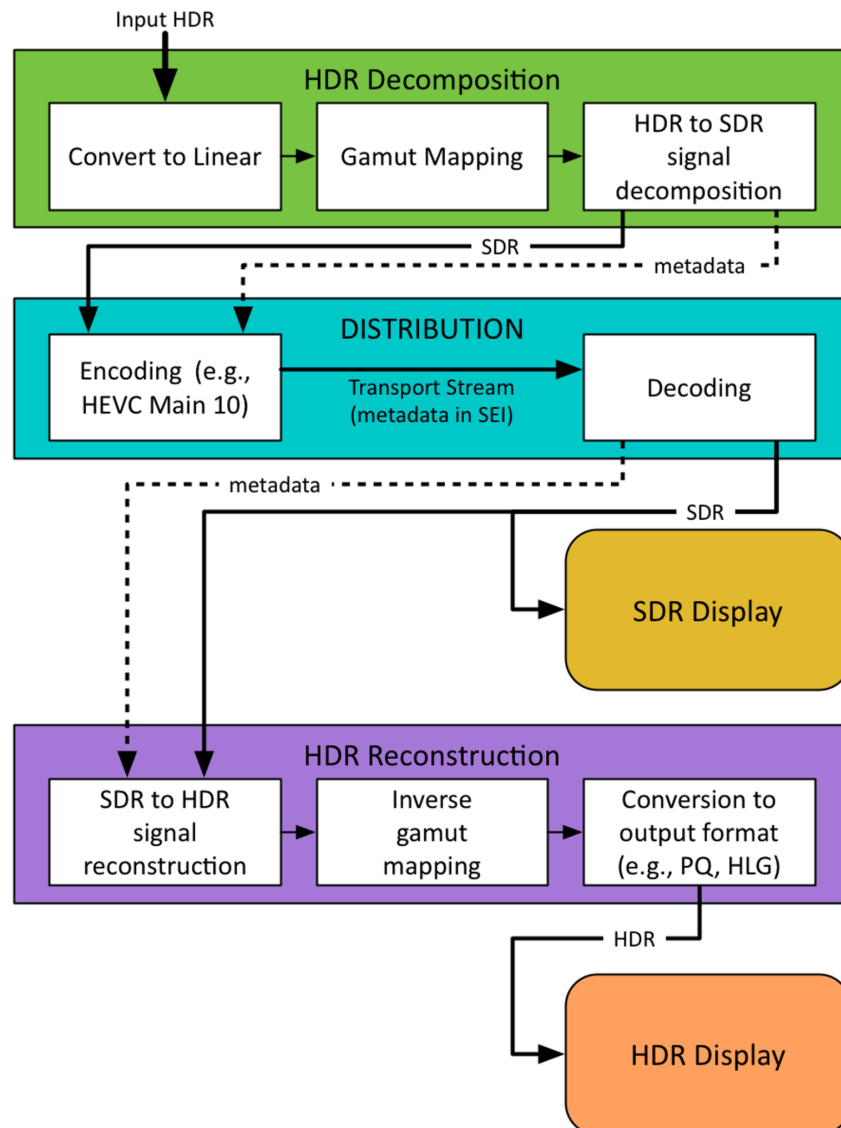 Input HDR
HDR Decomposition
Convert to Linear
Gamut Mapping
HDR to SDR
signal
decomposition
SDR
metadata
DISTRIBUTION
Encoding (e.g.,
HEVC Main 10)
Transport Stream
(metadata in SEI)
Decoding
metadata
SDR
SDR Display
HDR Reconstruction
SDR to HDR
signal
reconstruction
Inverse
gamut
mapping
Conversion to
output format
(e.g., PQ, HLG)
HDR
HDR Display